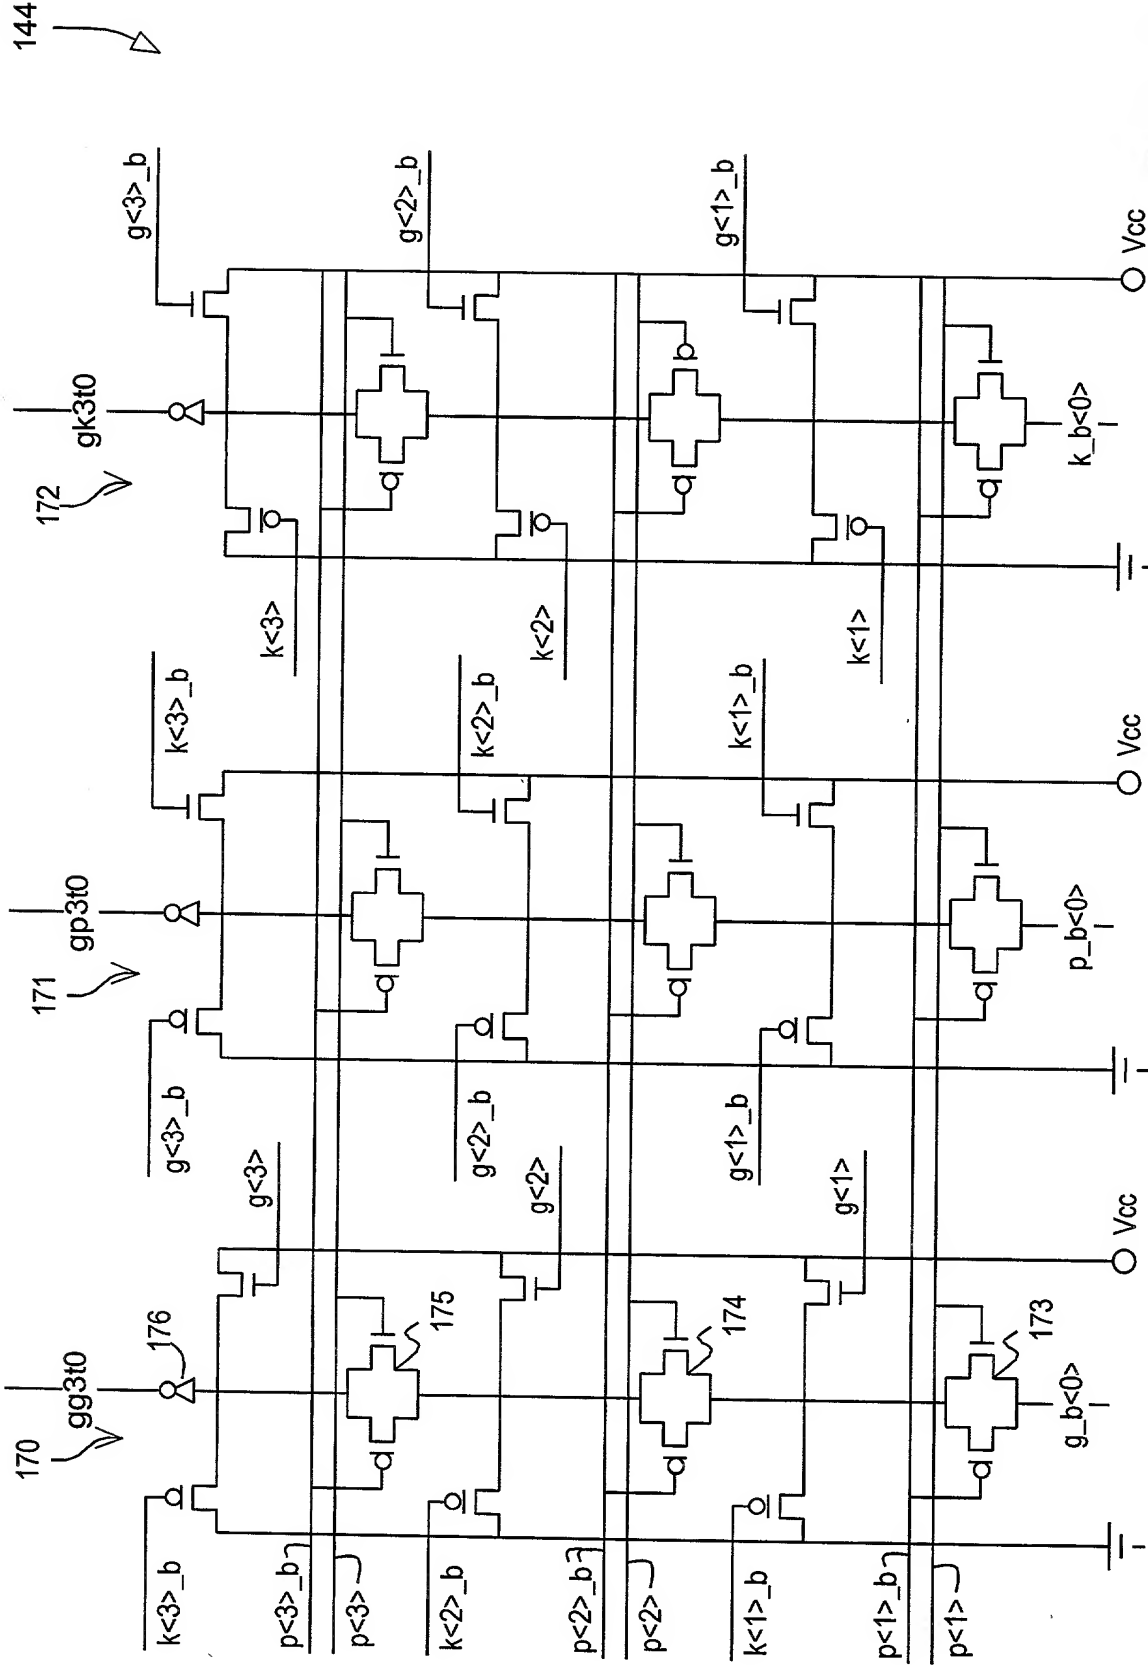 144
g<3>_b
g<2>_b
g<1>_b
Vcc
gk3t0
172
k_b<0>
k<3>
k<2>
k<1>
k<3>_b
k<2>_b
k<1>_b
Vcc
gp3t0
171
p_b<0>
g<3>_b
g<2>_b
g<1>_b
g<3>
g<2>
g<1>
Vcc
175
174
173
176
gg3t0
170
g_b<0>
k<3>_b
p<3>_b
p<3>
k<2>_b
p<2>_b
p<2>
k<1>_b
p<1>_b
p<1>